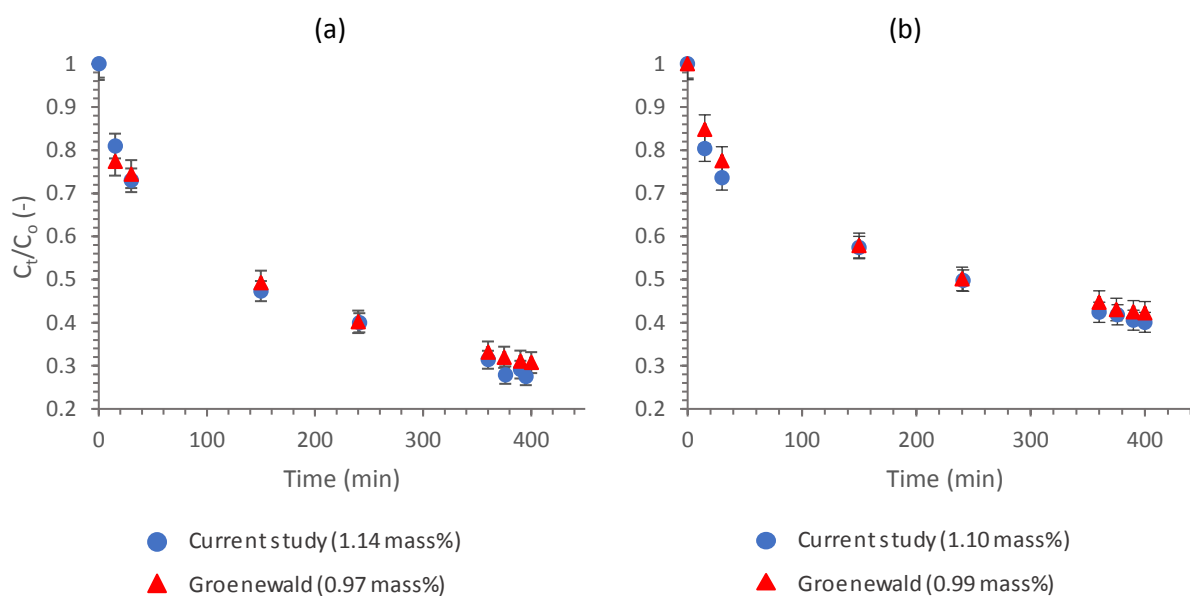 (a)
1
0.9
0.8
0.7
0.6
0.5
0.4
0.3
0.2
Cₜ/Cₒ (-)
0 100 200 300 400
Time (min)
Current study (1.14 mass%)
Groenewald (0.97 mass%)
(b)
1
0.9
0.8
0.7
0.6
0.5
0.4
0.3
0.2
0 100 200 300 400
Time (min)
Current study (1.10 mass%)
Groenewald (0.99 mass%)